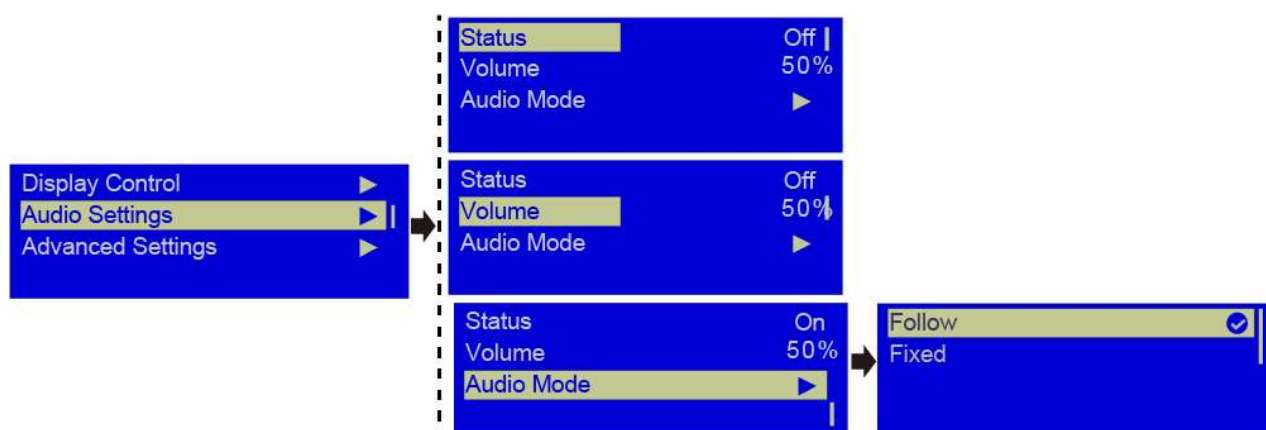 Display Control
Audio Settings
Advanced Settings
Status Off
Volume 50%
Audio Mode
Status Off
Volume 50%
Audio Mode
Status On
Volume 50%
Audio Mode
Follow
Fixed